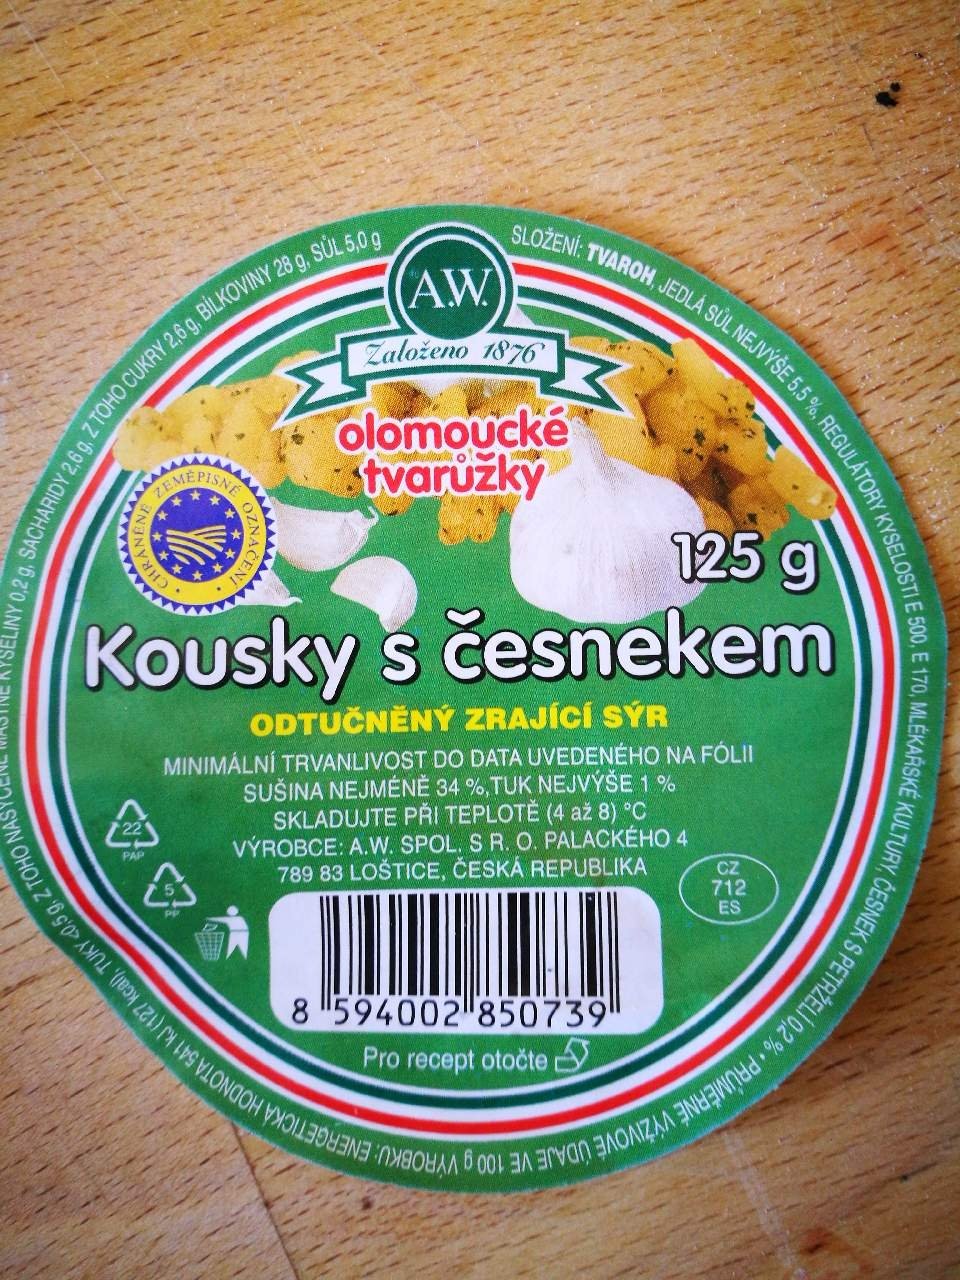 SLOŽENÍ: TVAROH, JEDLÁ SŮL NEJVÝŠE 5,5 %, REGULÁTORY KYSELOSTI E 500, E 170, MLÉKAŘSKÉ KULTURY, ČESNEK S PETRŽELÍ 0,2 % • PRŮMĚRNÉ VÝŽIVOVÉ ÚDAJE VE 100 g VÝROBKU: ENERGETICKÁ HODNOTA 541 kJ (127 kcal), TUKY <0,5 g, Z TOHO NASYCENÉ MASTNÉ KYSELINY 0,2 g, SACHARIDY 2,6 g, Z TOHO CUKRY 2,6 g, BÍLKOVINY 28 g, SŮL 5,0 g
A.W.
Založeno 1876
olomoucké
tvarůžky
CHRÁNĚNÉ ZEMĚPISNÉ OZNAČENÍ
125 g
Kousky s česnekem
ODTUČNĚNÝ ZRAJÍCÍ SÝR
MINIMÁLNÍ TRVANLIVOST DO DATA UVEDENÉHO NA FÓLII
SUŠINA NEJMÉNĚ 34 %, TUK NEJVÝŠE 1 %
SKLADUJTE PŘI TEPLOTĚ (4 až 8) °C
VÝROBCE: A.W. SPOL. S R. O. PALACKÉHO 4
789 83 LOŠTICE, ČESKÁ REPUBLIKA
22
PAP
5
PP
CZ
712
ES
8 594002 850739
Pro recept otočte